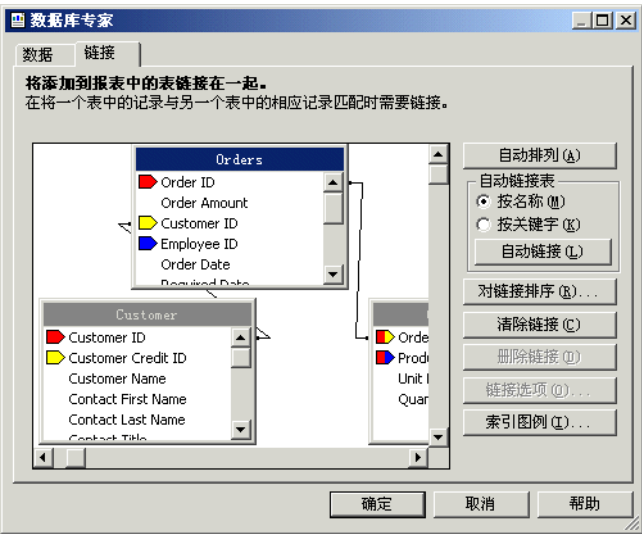 数据库专家
数据
链接
将添加到报表中的表链接在一起。
在将一个表中的记录与另一个表中的相应记录匹配时需要链接。
Orders
Order ID
Order Amount
Customer ID
Employee ID
Order Date
Required Date
Customer
Customer ID
Customer Credit ID
Customer Name
Contact First Name
Contact Last Name
Contact Title
Orde
Produ
Unit
Quan
自动排列(A)
自动链接表
按名称(M)
按关键字(K)
自动链接(L)
对链接排序(R)...
清除链接(C)
删除链接(D)
链接选项(O)...
索引图例(I)...
确定
取消
帮助